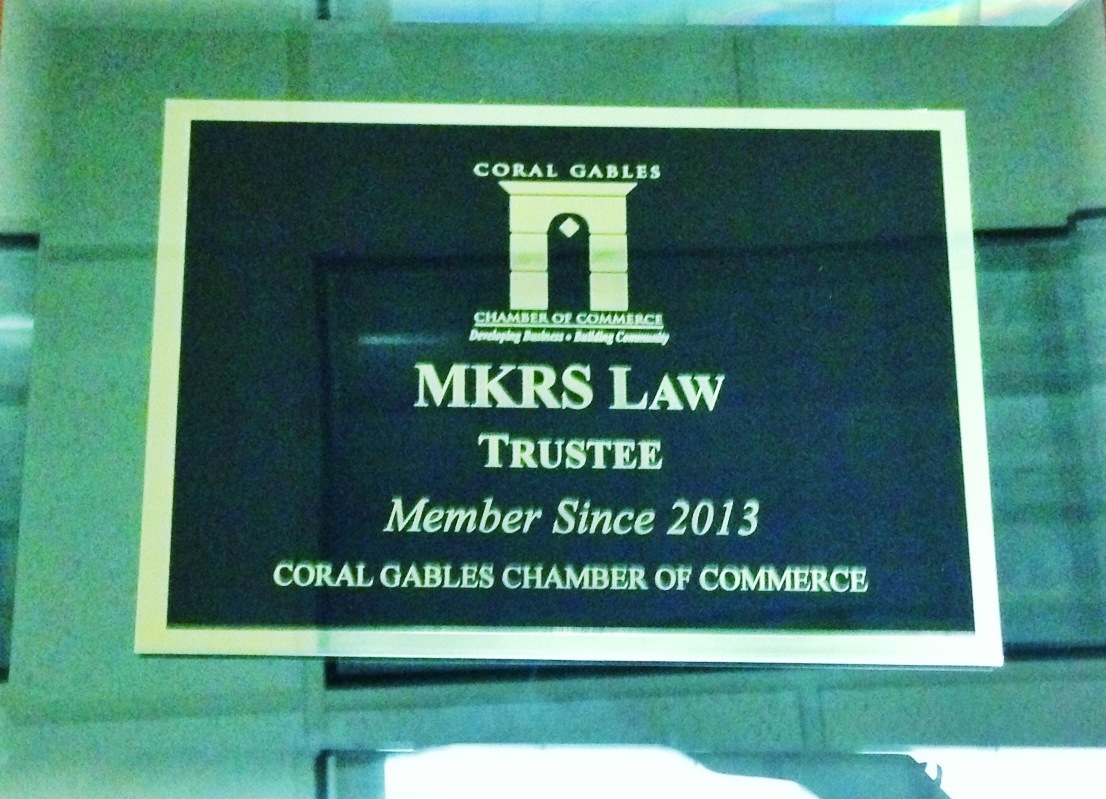 CORAL GABLES
CHAMBER OF COMMERCE
Developing Business • Building Community
MKRS LAW
TRUSTEE
Member Since 2013
CORAL GABLES CHAMBER OF COMMERCE